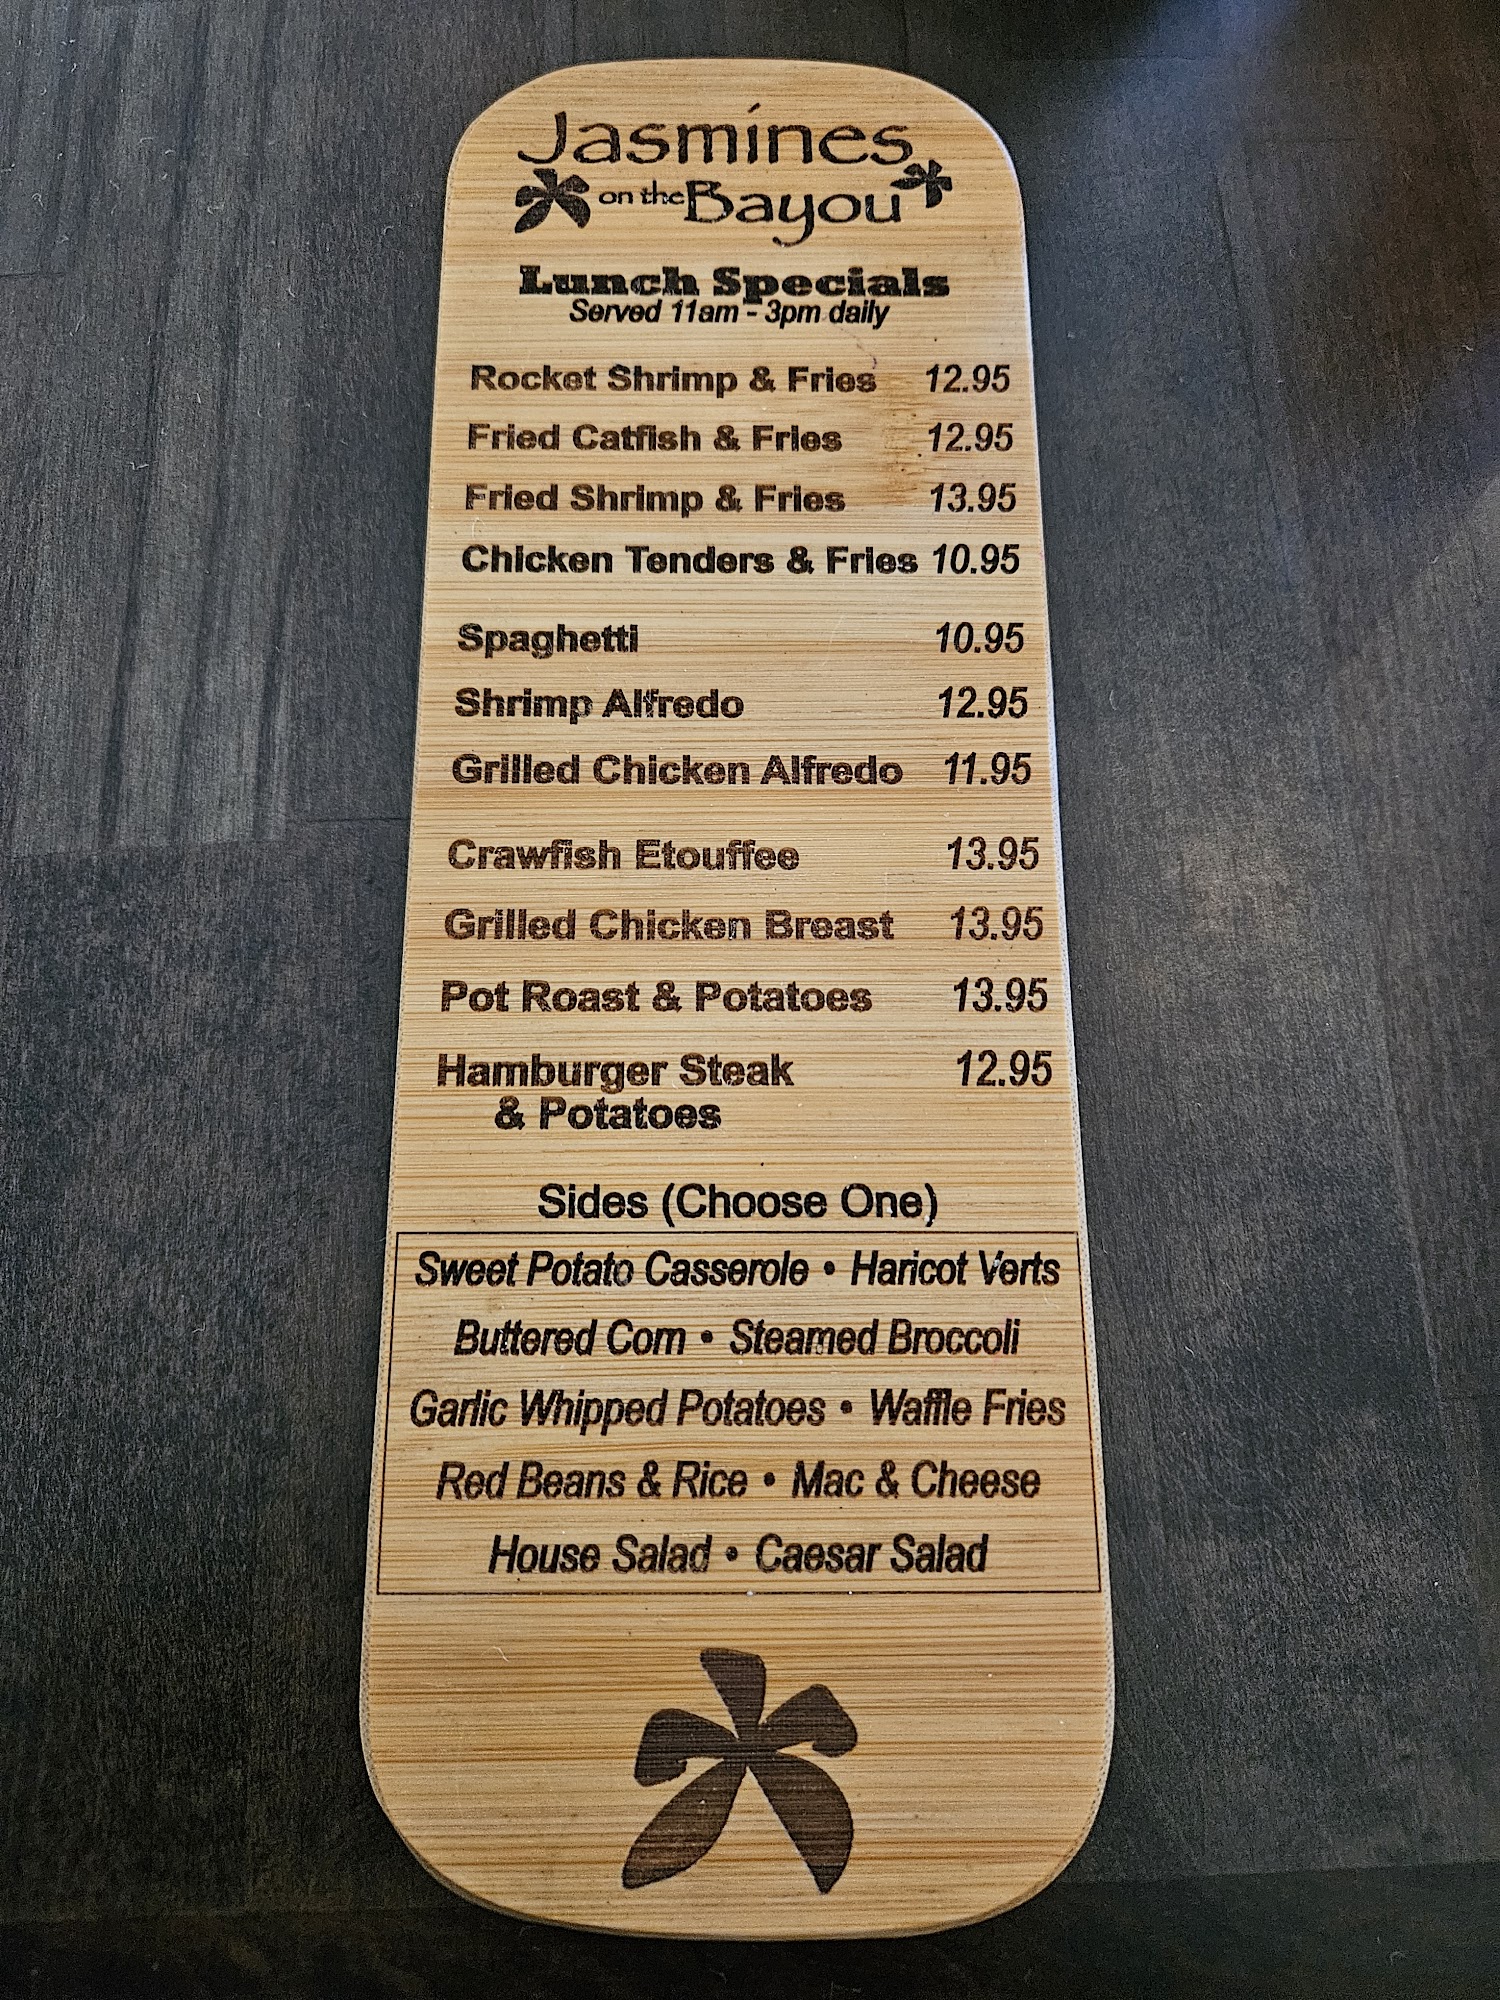 Jasmines
on the Bayou
Lunch Specials
Served 11am - 3pm daily
Rocket Shrimp & Fries 12.95
Fried Catfish & Fries 12.95
Fried Shrimp & Fries 13.95
Chicken Tenders & Fries 10.95
Spaghetti 10.95
Shrimp Alfredo 12.95
Grilled Chicken Alfredo 11.95
Crawfish Etouffee 13.95
Grilled Chicken Breast 13.95
Pot Roast & Potatoes 13.95
Hamburger Steak 12.95
& Potatoes
Sides (Choose One)
Sweet Potato Casserole • Haricot Verts
Buttered Corn • Steamed Broccoli
Garlic Whipped Potatoes • Waffle Fries
Red Beans & Rice • Mac & Cheese
House Salad • Caesar Salad